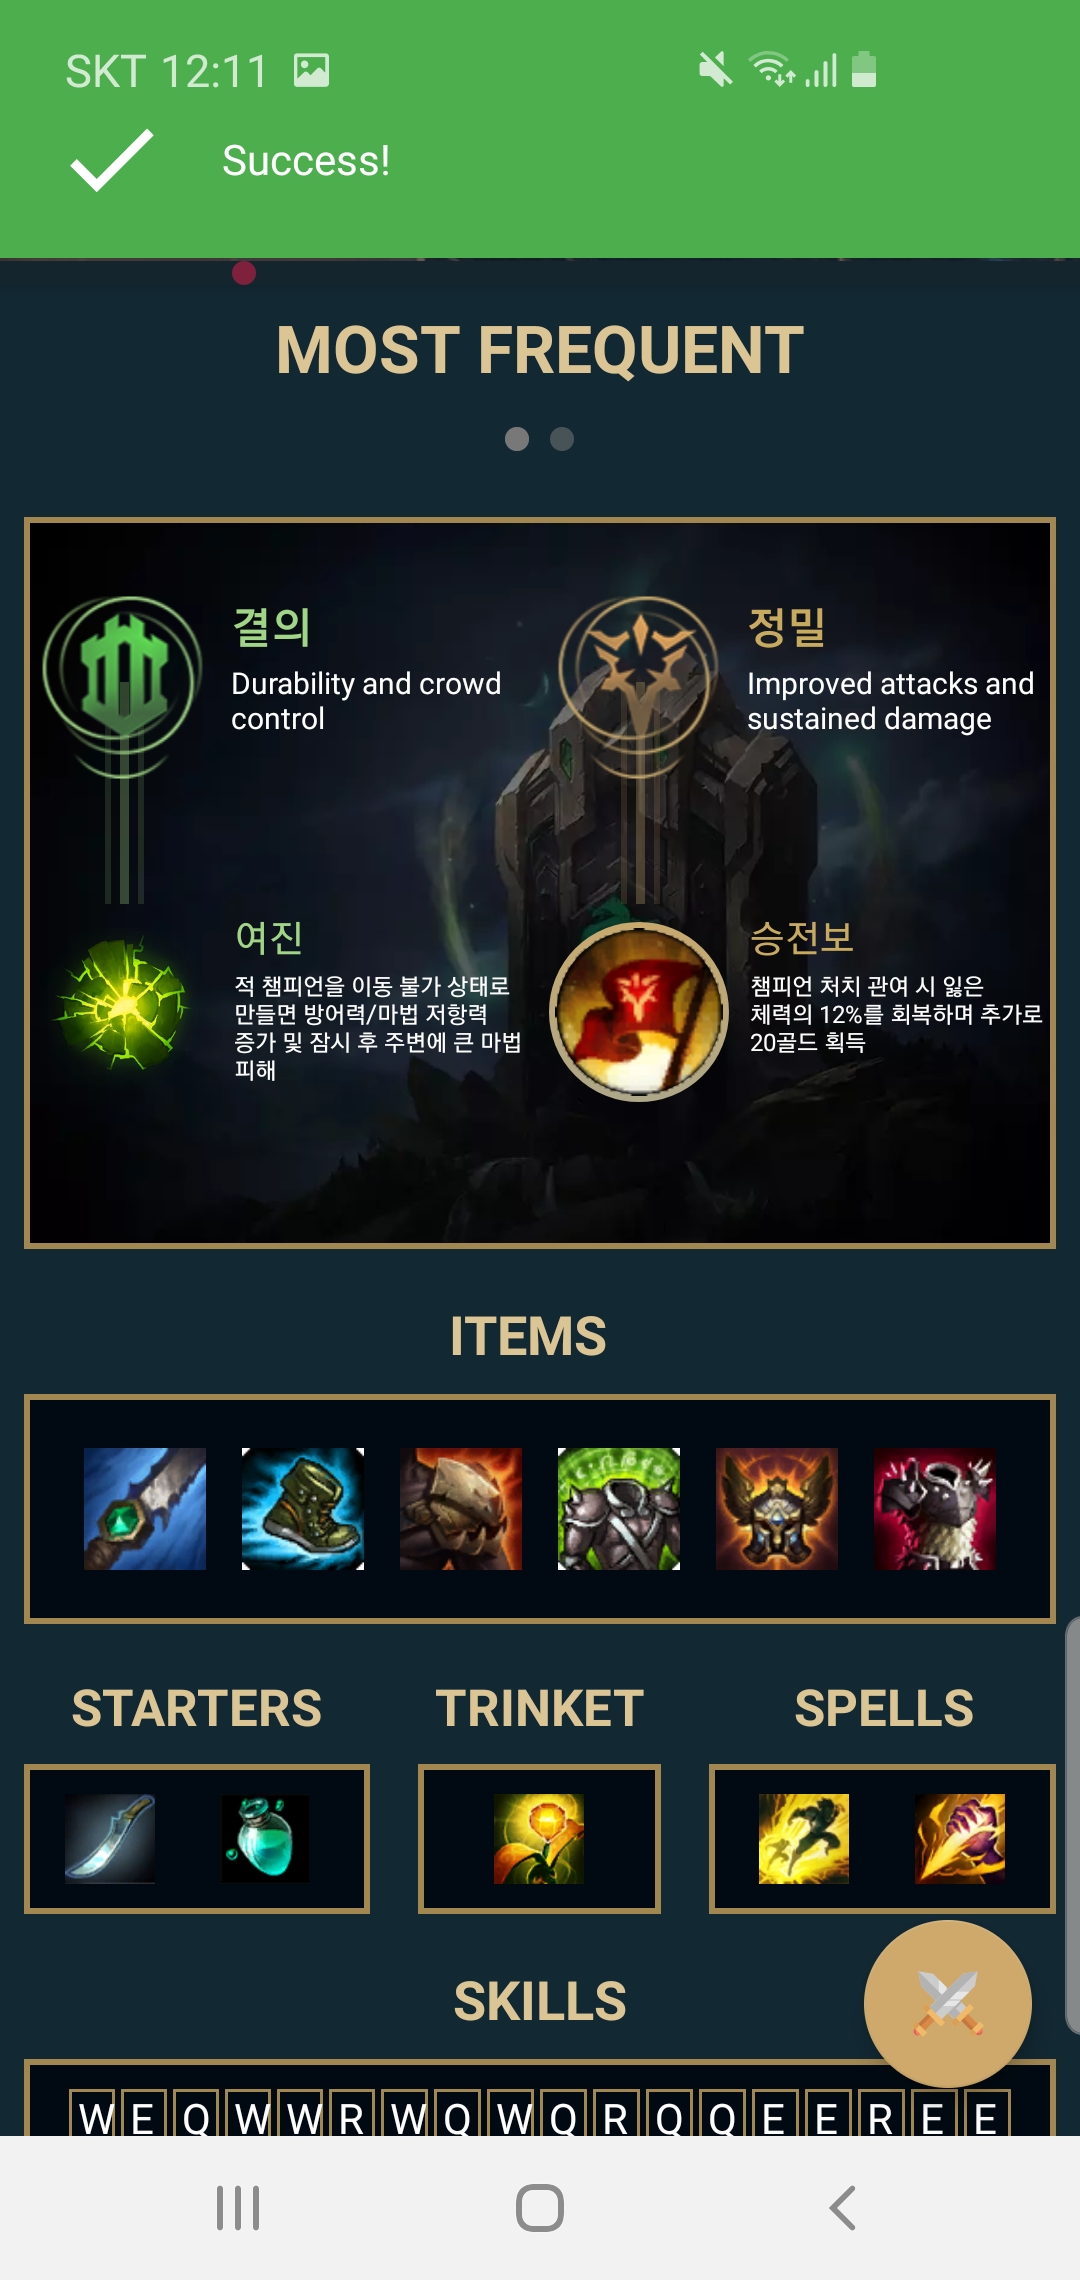 SKT 12:11
Success!
MOST FREQUENT
결의
Durability and crowd
control
정밀
Improved attacks and
sustained damage
여진
적 챔피언을 이동 불가 상태로
만들면 방어력/마법 저항력
증가 및 잠시 후 주변에 큰 마법
피해
승전보
챔피언 처치 관여 시 잃은
체력의 12%를 회복하며 추가로
20골드 획득
ITEMS
STARTERS
TRINKET
SPELLS
SKILLS
W E Q W W R W Q W Q R Q Q E E R E E